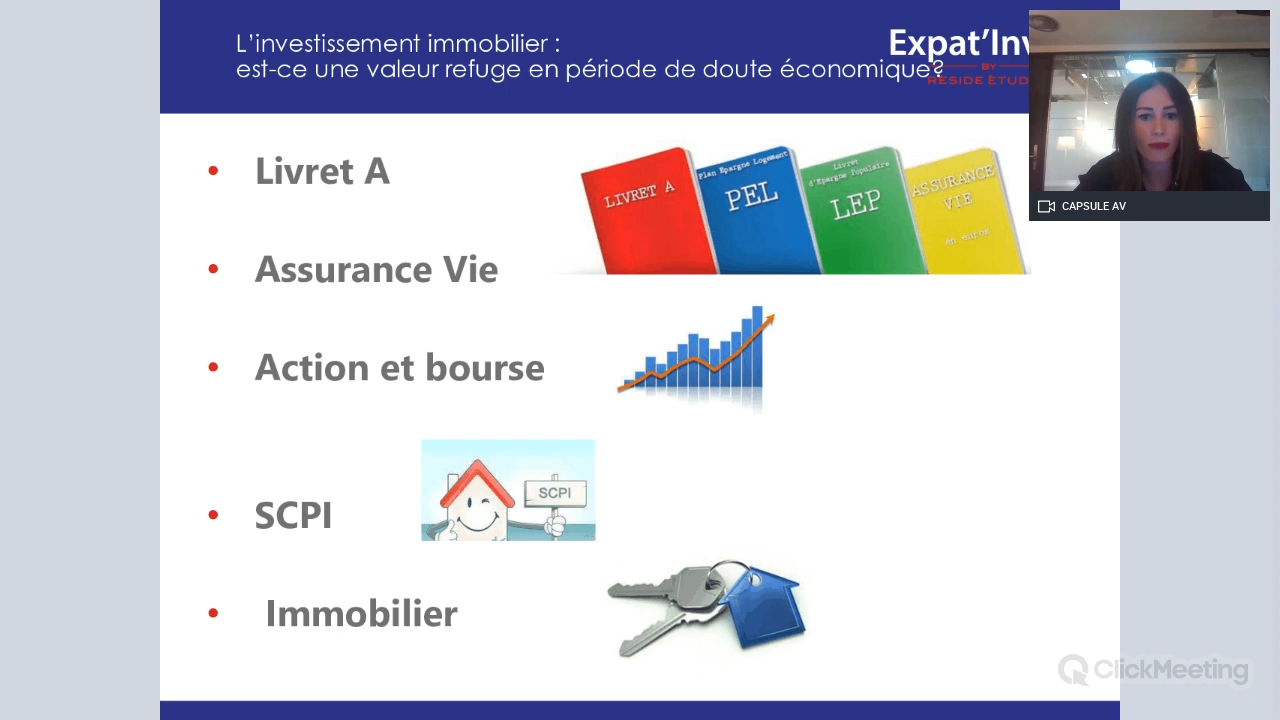 L'investissement immobilier :
est-ce une valeur refuge en période de doute économique?
Expat'Inv
BY
RESIDE ETUD
CAPSULE AV
• Livret A
LIVRET A
Plan Epargne Logement
PEL
Livret
d'Epargne Populaire
LEP
ASSURANCE
VIE
en euros
• Assurance Vie
• Action et bourse
• SCPI
SCPI
• Immobilier
ClickMeeting